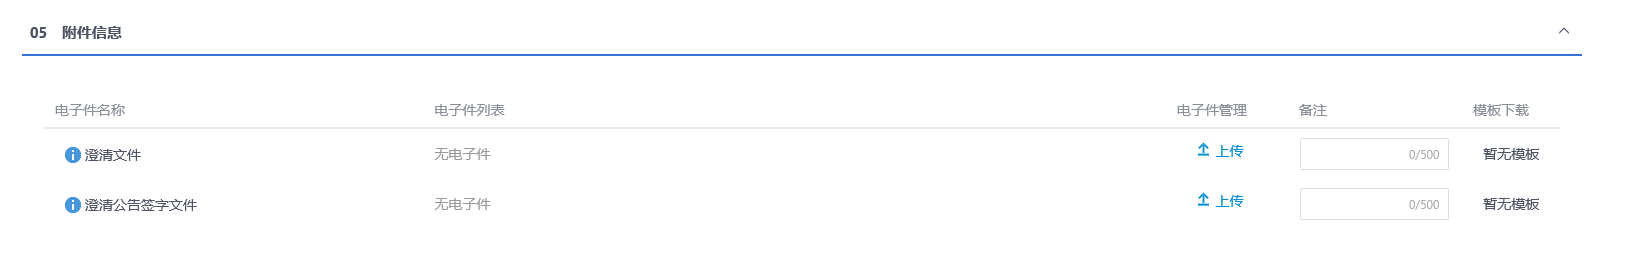 05 附件信息
电子件名称 电子件列表 电子件管理 备注 模板下载
澄清文件 无电子件 上传 0/500 暂无模板
澄清公告签字文件 无电子件 上传 0/500 暂无模板